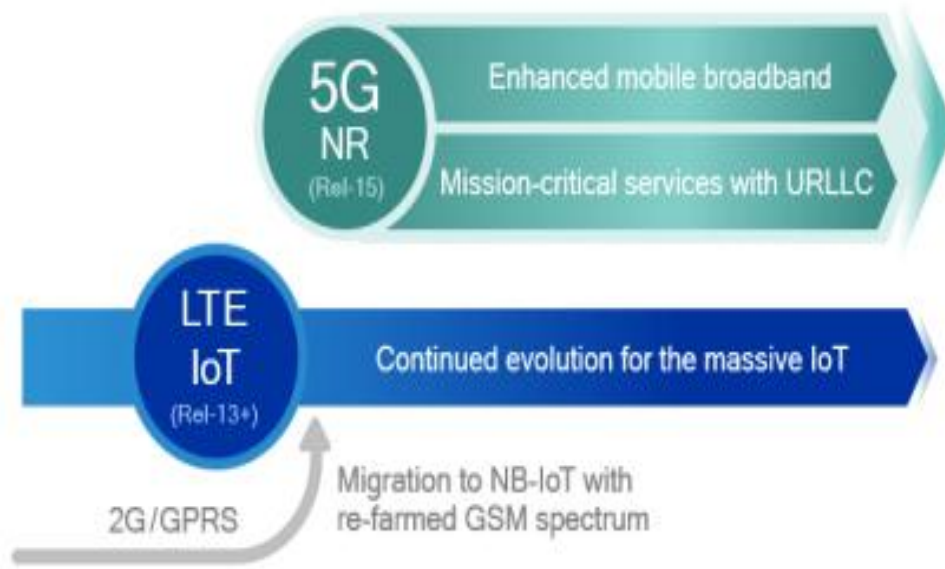 5G
NR
(Rel-15)
Enhanced mobile broadband
Mission-critical services with URLLC
LTE
IoT
(Rel-13+)
Continued evolution for the massive IoT
2G/GPRS
Migration to NB-IoT with
re-farmed GSM spectrum